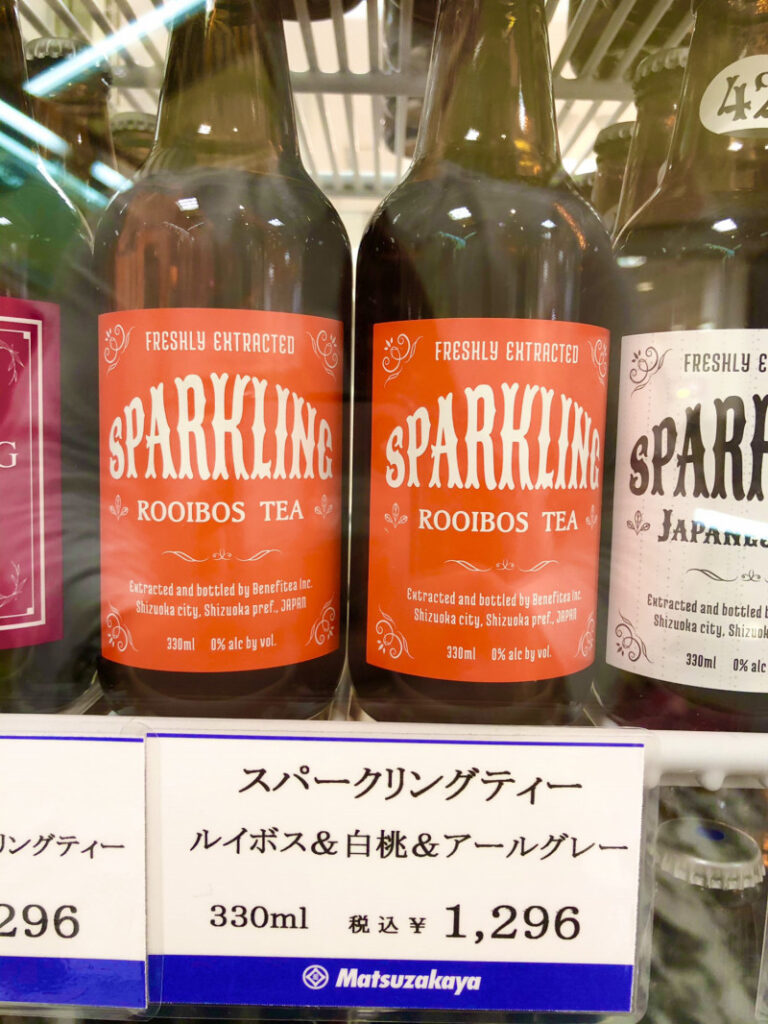 G
FRESHLY EXTRACTED
SPARKLING
ROOIBOS TEA
Extracted and bottled by Benefitea Inc.
Shizuoka city, Shizuoka pref., JAPAN
330ml 0% alc by vol.
FRESHLY EXTRACTED
SPARKLING
ROOIBOS TEA
Extracted and bottled by Benefitea Inc.
Shizuoka city, Shizuoka pref., JAPAN
330ml 0% alc by vol.
42
FRESHLY E
SPARK
Extracted and bottled b
Shizuoka city, Shizuo
330ml 0% alc
リングティー
296
スパークリングティー
ルイボス&白桃&アールグレー
330ml 税込¥ 1,296
Matsuzakaya